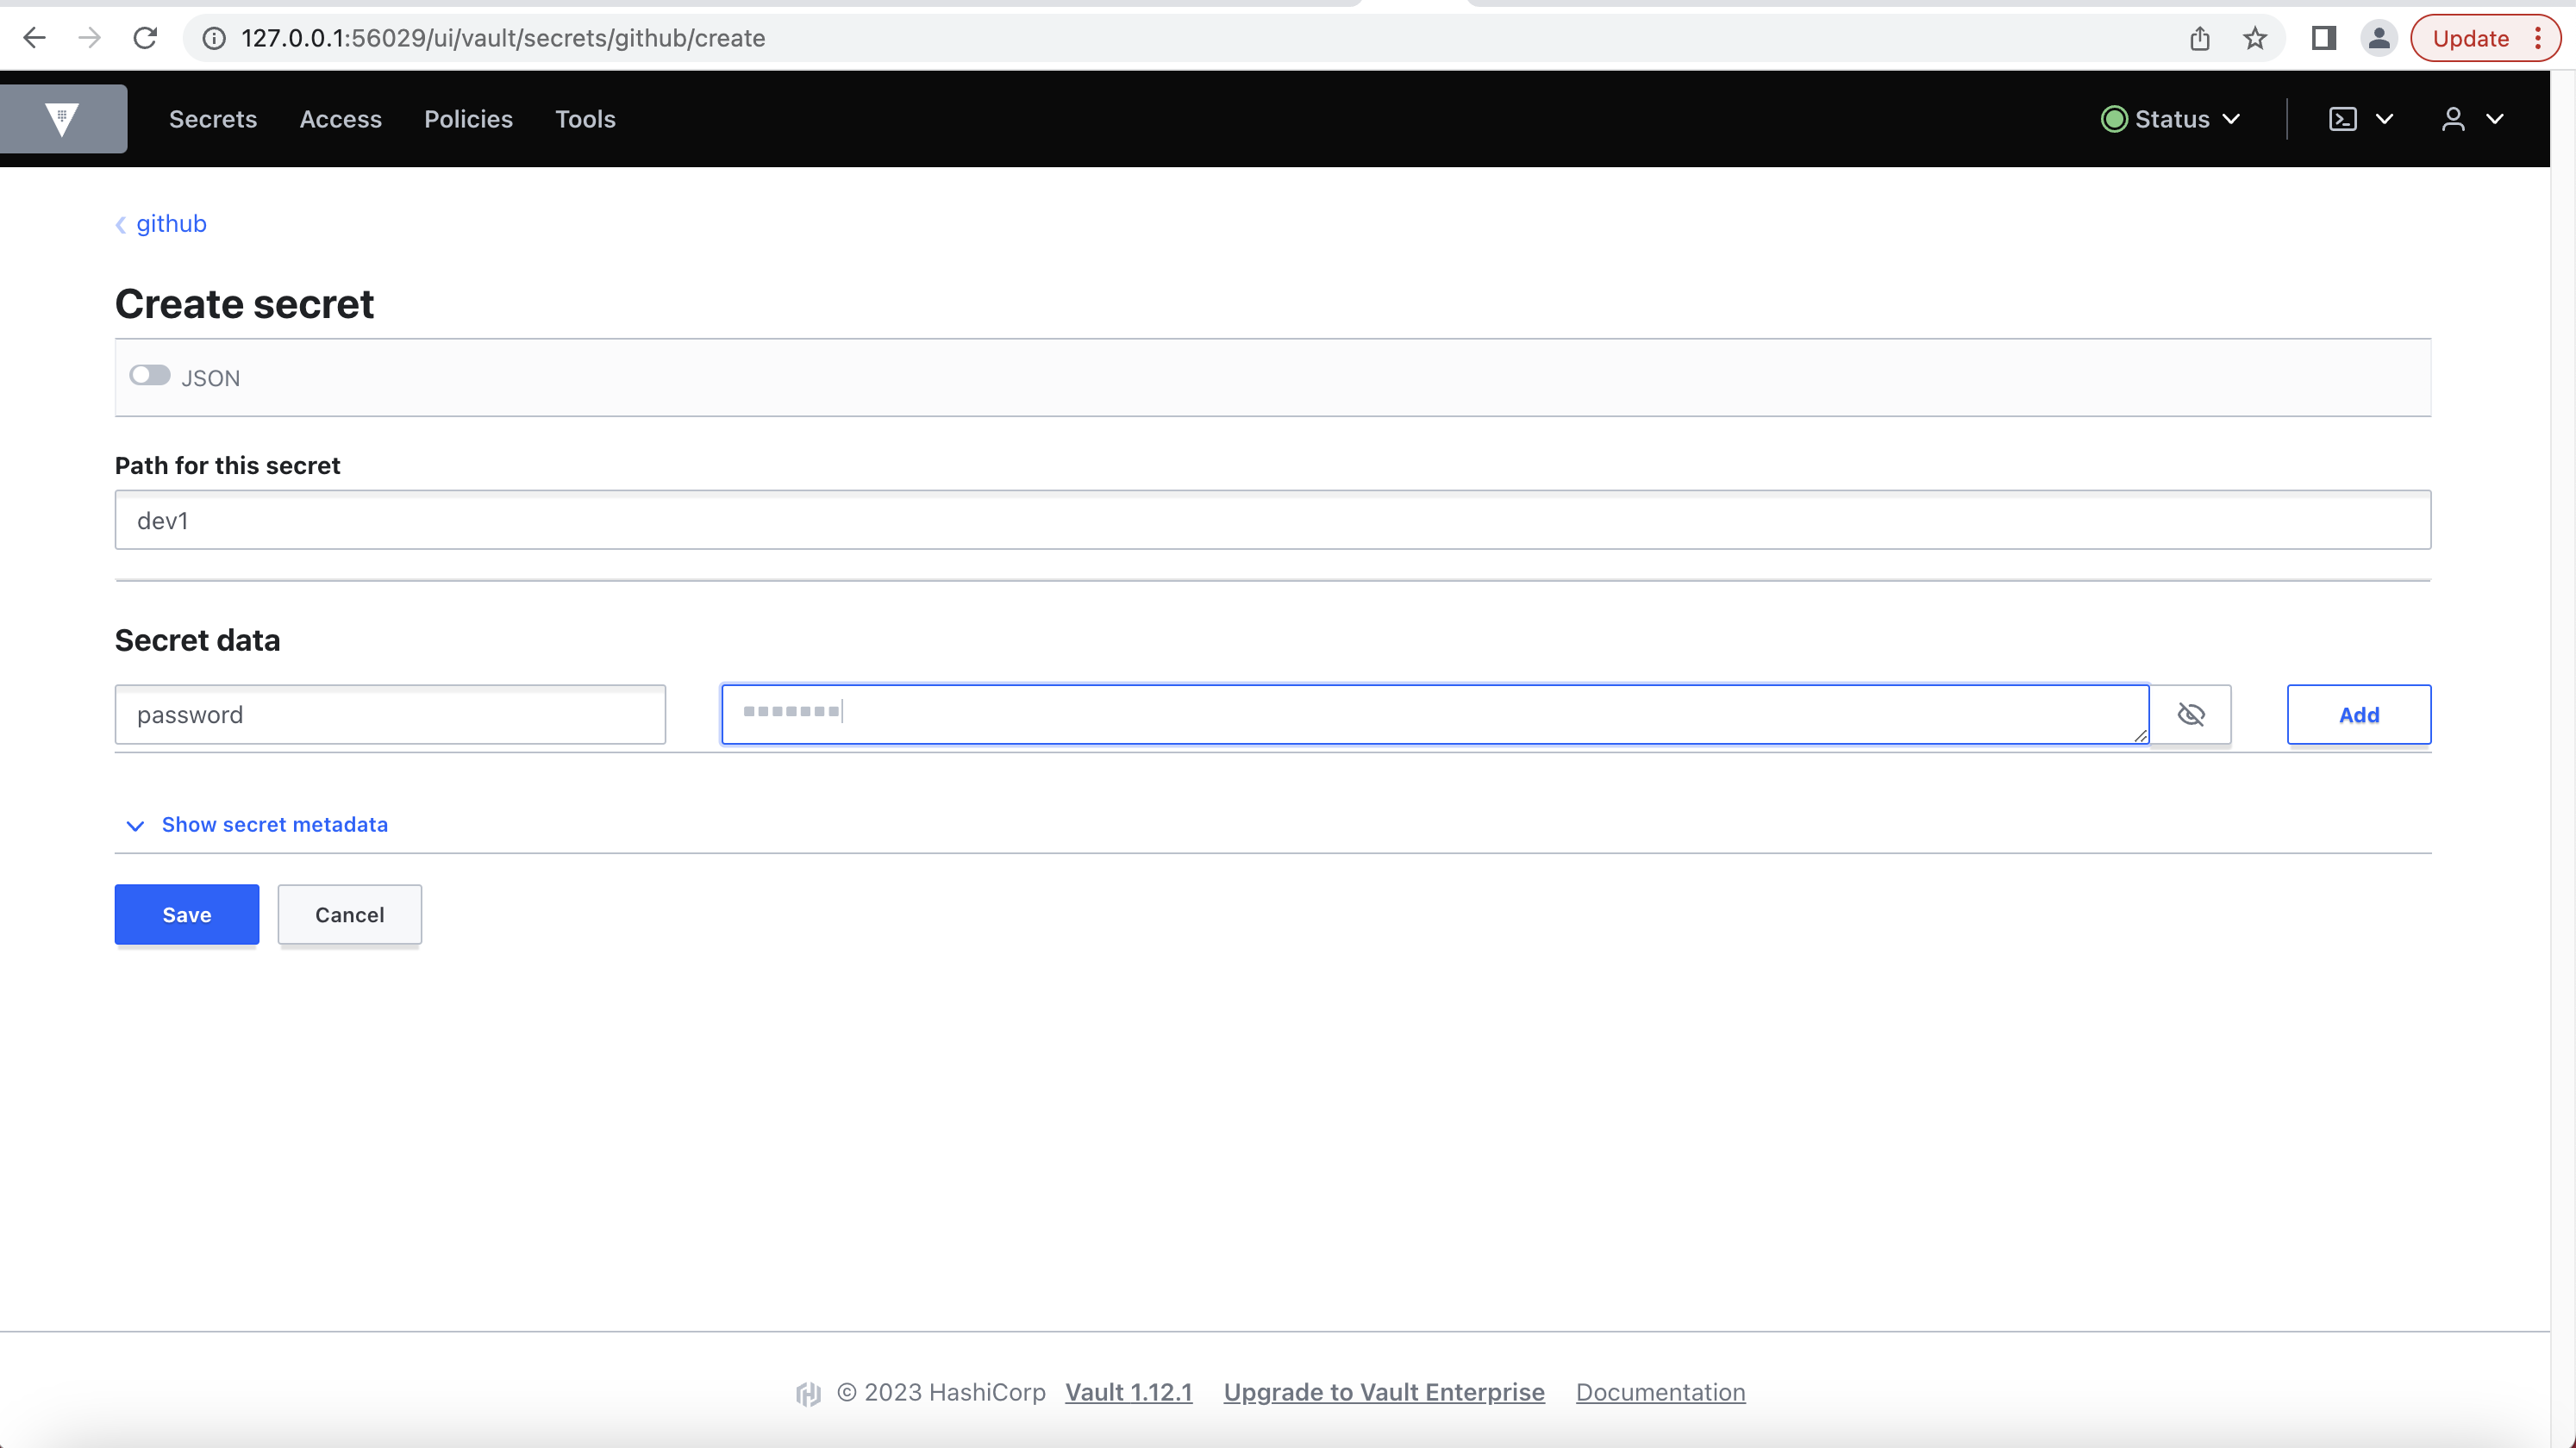 127.0.0.1:56029/ui/vault/secrets/github/create
Update
Secrets Access Policies Tools
Status
github
Create secret
JSON
Path for this secret
dev1
Secret data
password
Add
Show secret metadata
Save Cancel
© 2023 HashiCorp Vault 1.12.1 Upgrade to Vault Enterprise Documentation